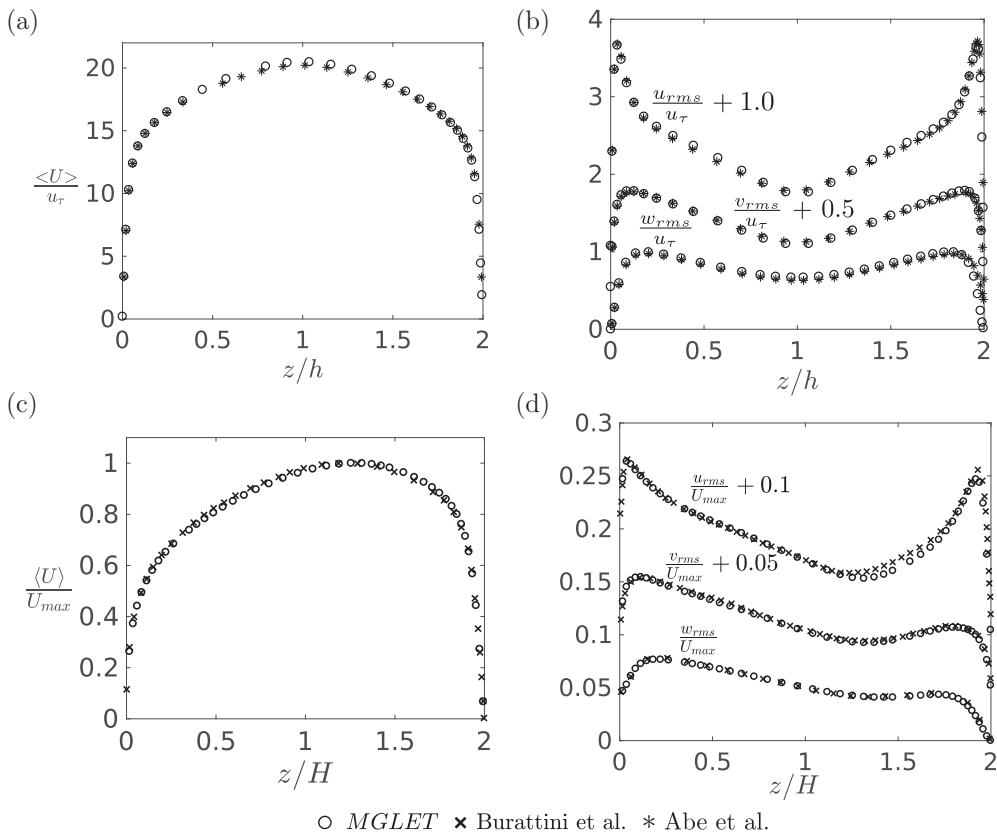 (a)
20
15
10
5
0
<U>/u_τ
0 0.5 1 1.5 2
z/h
(b)
4
3
2
1
0
u_rms/u_τ + 1.0
v_rms/u_τ + 0.5
w_rms/u_τ
0 0.5 1 1.5 2
z/h
(c)
1
0.8
0.6
0.4
0.2
0
⟨U⟩/U_max
0 0.5 1 1.5 2
z/H
(d)
0.3
0.25
0.2
0.15
0.1
0.05
0
u_rms/U_max + 0.1
v_rms/U_max + 0.05
w_rms/U_max
0 0.5 1 1.5 2
z/H
○ MGLET × Burattini et al. * Abe et al.